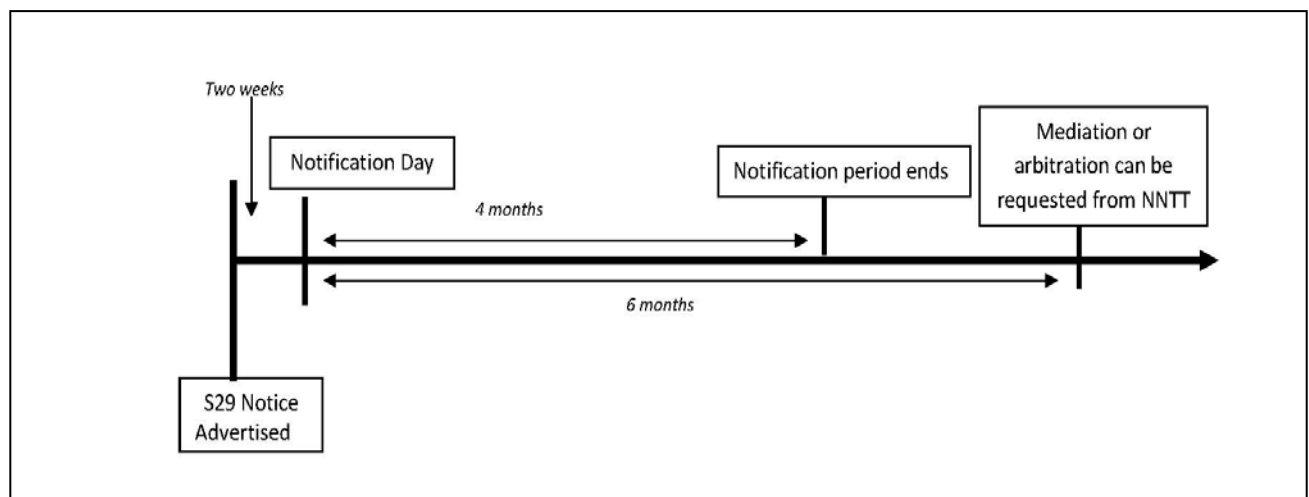 Two weeks
Notification Day
4 months
Notification period ends
Mediation or
arbitration can be
requested from NNTT
6 months
S29 Notice
Advertised